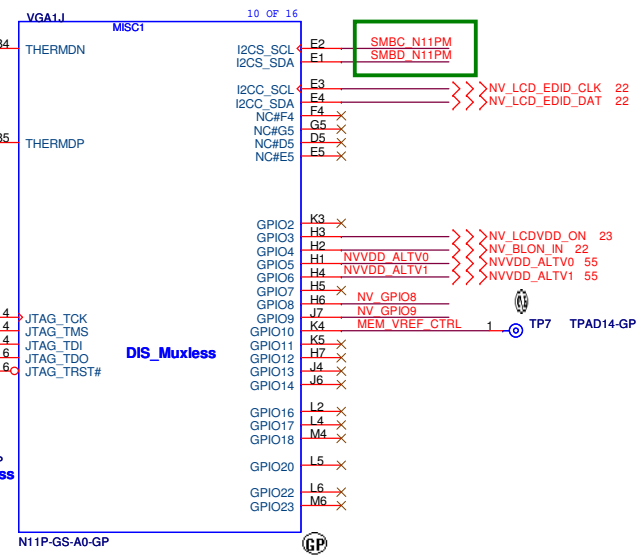 VGA1J
10 OF 16
MISC1
34
THERMDN
I2CS_SCL
E2
SMBC_N11PM
I2CS_SDA
E1
SMBD_N11PM
I2CC_SCL
E3
NV_LCD_EDID_CLK 22
I2CC_SDA
E4
NV_LCD_EDID_DAT 22
NC#F4
F4
NC#G5
G5
35
THERMDP
NC#D5
D5
NC#E5
E5
GPIO2
K3
GPIO3
H3
NV_LCDVDD_ON 23
GPIO4
H2
NV_BLON_IN 22
GPIO5
H1
NVVDD_ALTV0
NVVDD_ALTV0 55
GPIO6
H4
NVVDD_ALTV1
NVVDD_ALTV1 55
GPIO7
H5
GPIO8
H6
NV_GPIO8
4
JTAG_TCK
GPIO9
J7
NV_GPIO9
4
JTAG_TMS
GPIO10
K4
MEM_VREF_CTRL
1
TP7
TPAD14-GP
4
JTAG_TDI
GPIO11
K5
6
JTAG_TDO
DIS_Muxless
GPIO12
H7
6
JTAG_TRST#
GPIO13
J4
GPIO14
J6
GPIO16
L2
GPIO17
L4
GPIO18
M4
P
GPIO20
L5
ss
GPIO22
L6
GPIO23
M6
N11P-GS-A0-GP
GP